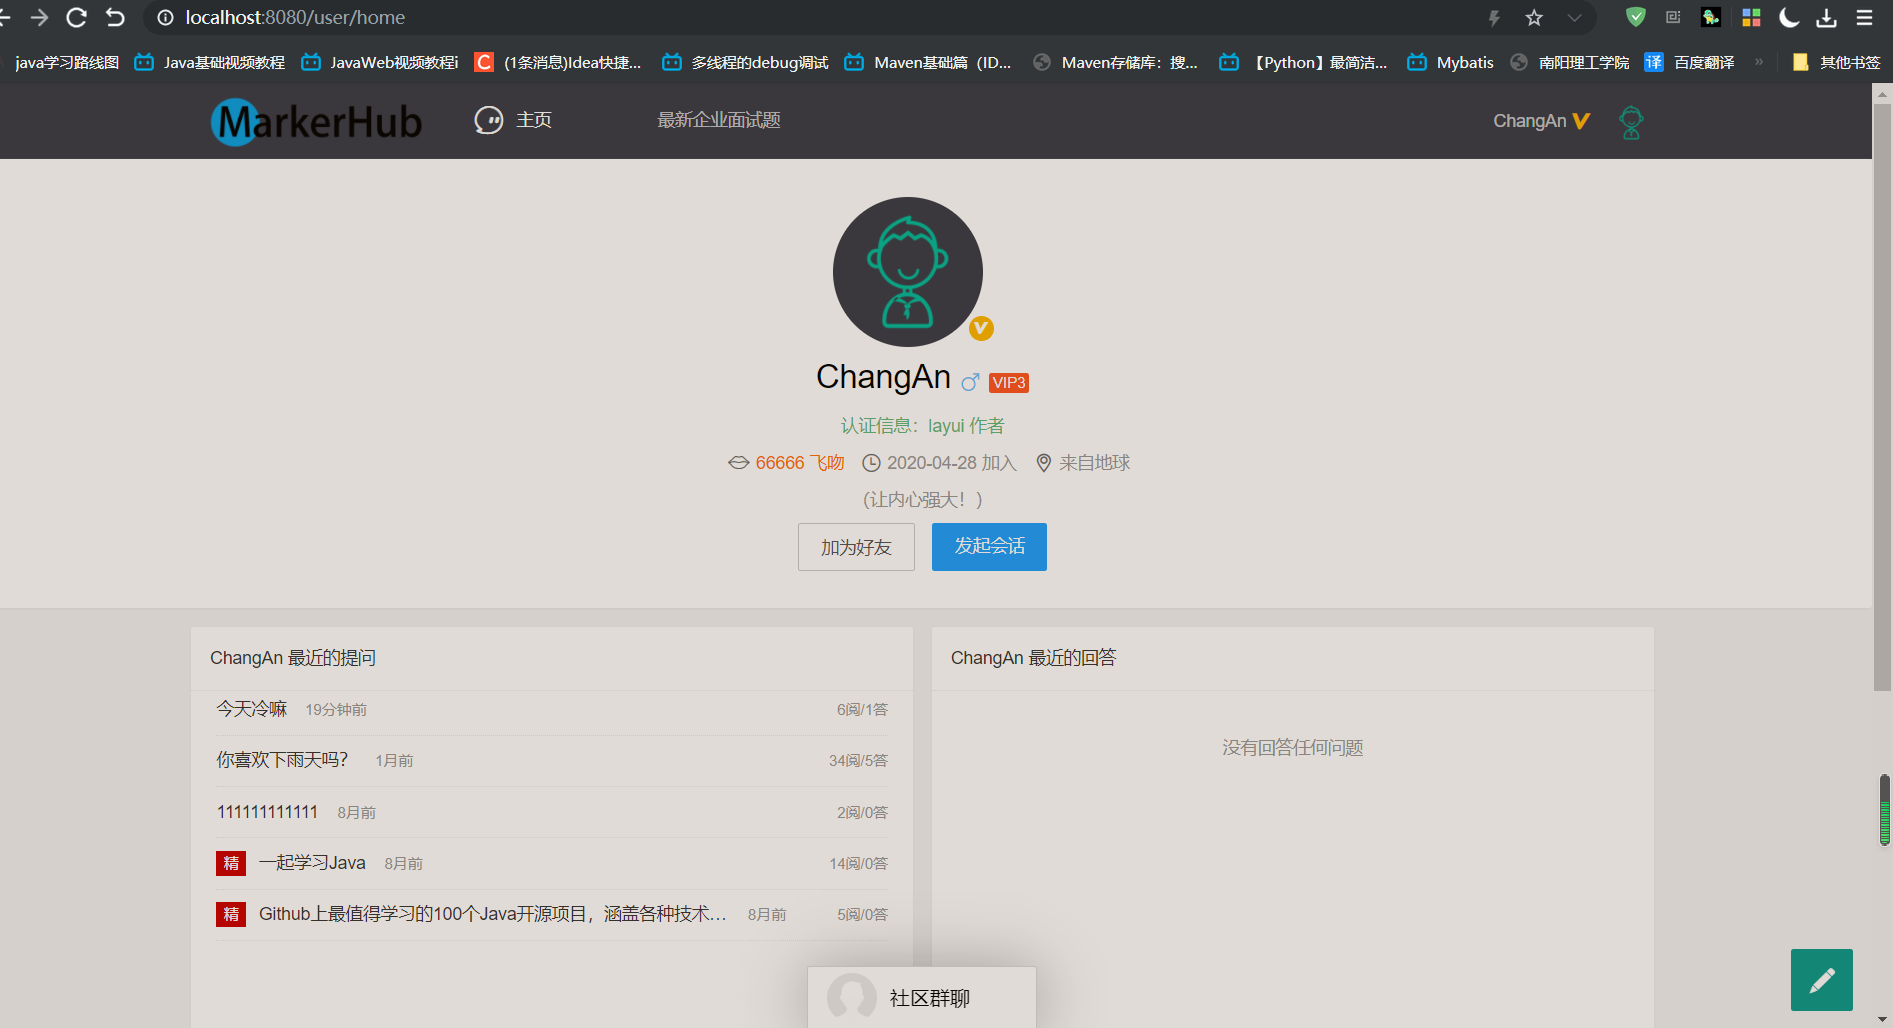 localhost:8080/user/home
java学习路线图 Java基础视频教程 JavaWeb视频教程i C (1条消息)Idea快捷... 多线程的debug调试 Maven基础篇（ID... Maven存储库：搜... 【Python】最简洁... Mybatis 南阳理工学院 译 百度翻译 » 其他书签
MarkerHub 主页 最新企业面试题 ChangAn V
V
ChangAn ♂ VIP3
认证信息：layui 作者
66666 飞吻 2020-04-28 加入 来自地球
(让内心强大！)
加为好友 发起会话
ChangAn 最近的提问
今天冷嘛 19分钟前 6阅/1答
你喜欢下雨天吗? 1月前 34阅/5答
111111111111 8月前 2阅/0答
精 一起学习Java 8月前 14阅/0答
精 Github上最值得学习的100个Java开源项目，涵盖各种技术... 8月前 5阅/0答
ChangAn 最近的回答
没有回答任何问题
社区群聊